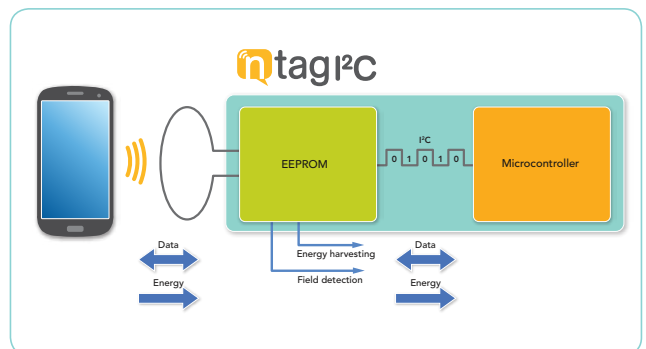 ntag I²C
I²C
0 1 0 1 0
EEPROM
Microcontroller
Data
Energy harvesting
Data
Energy
Field detection
Energy